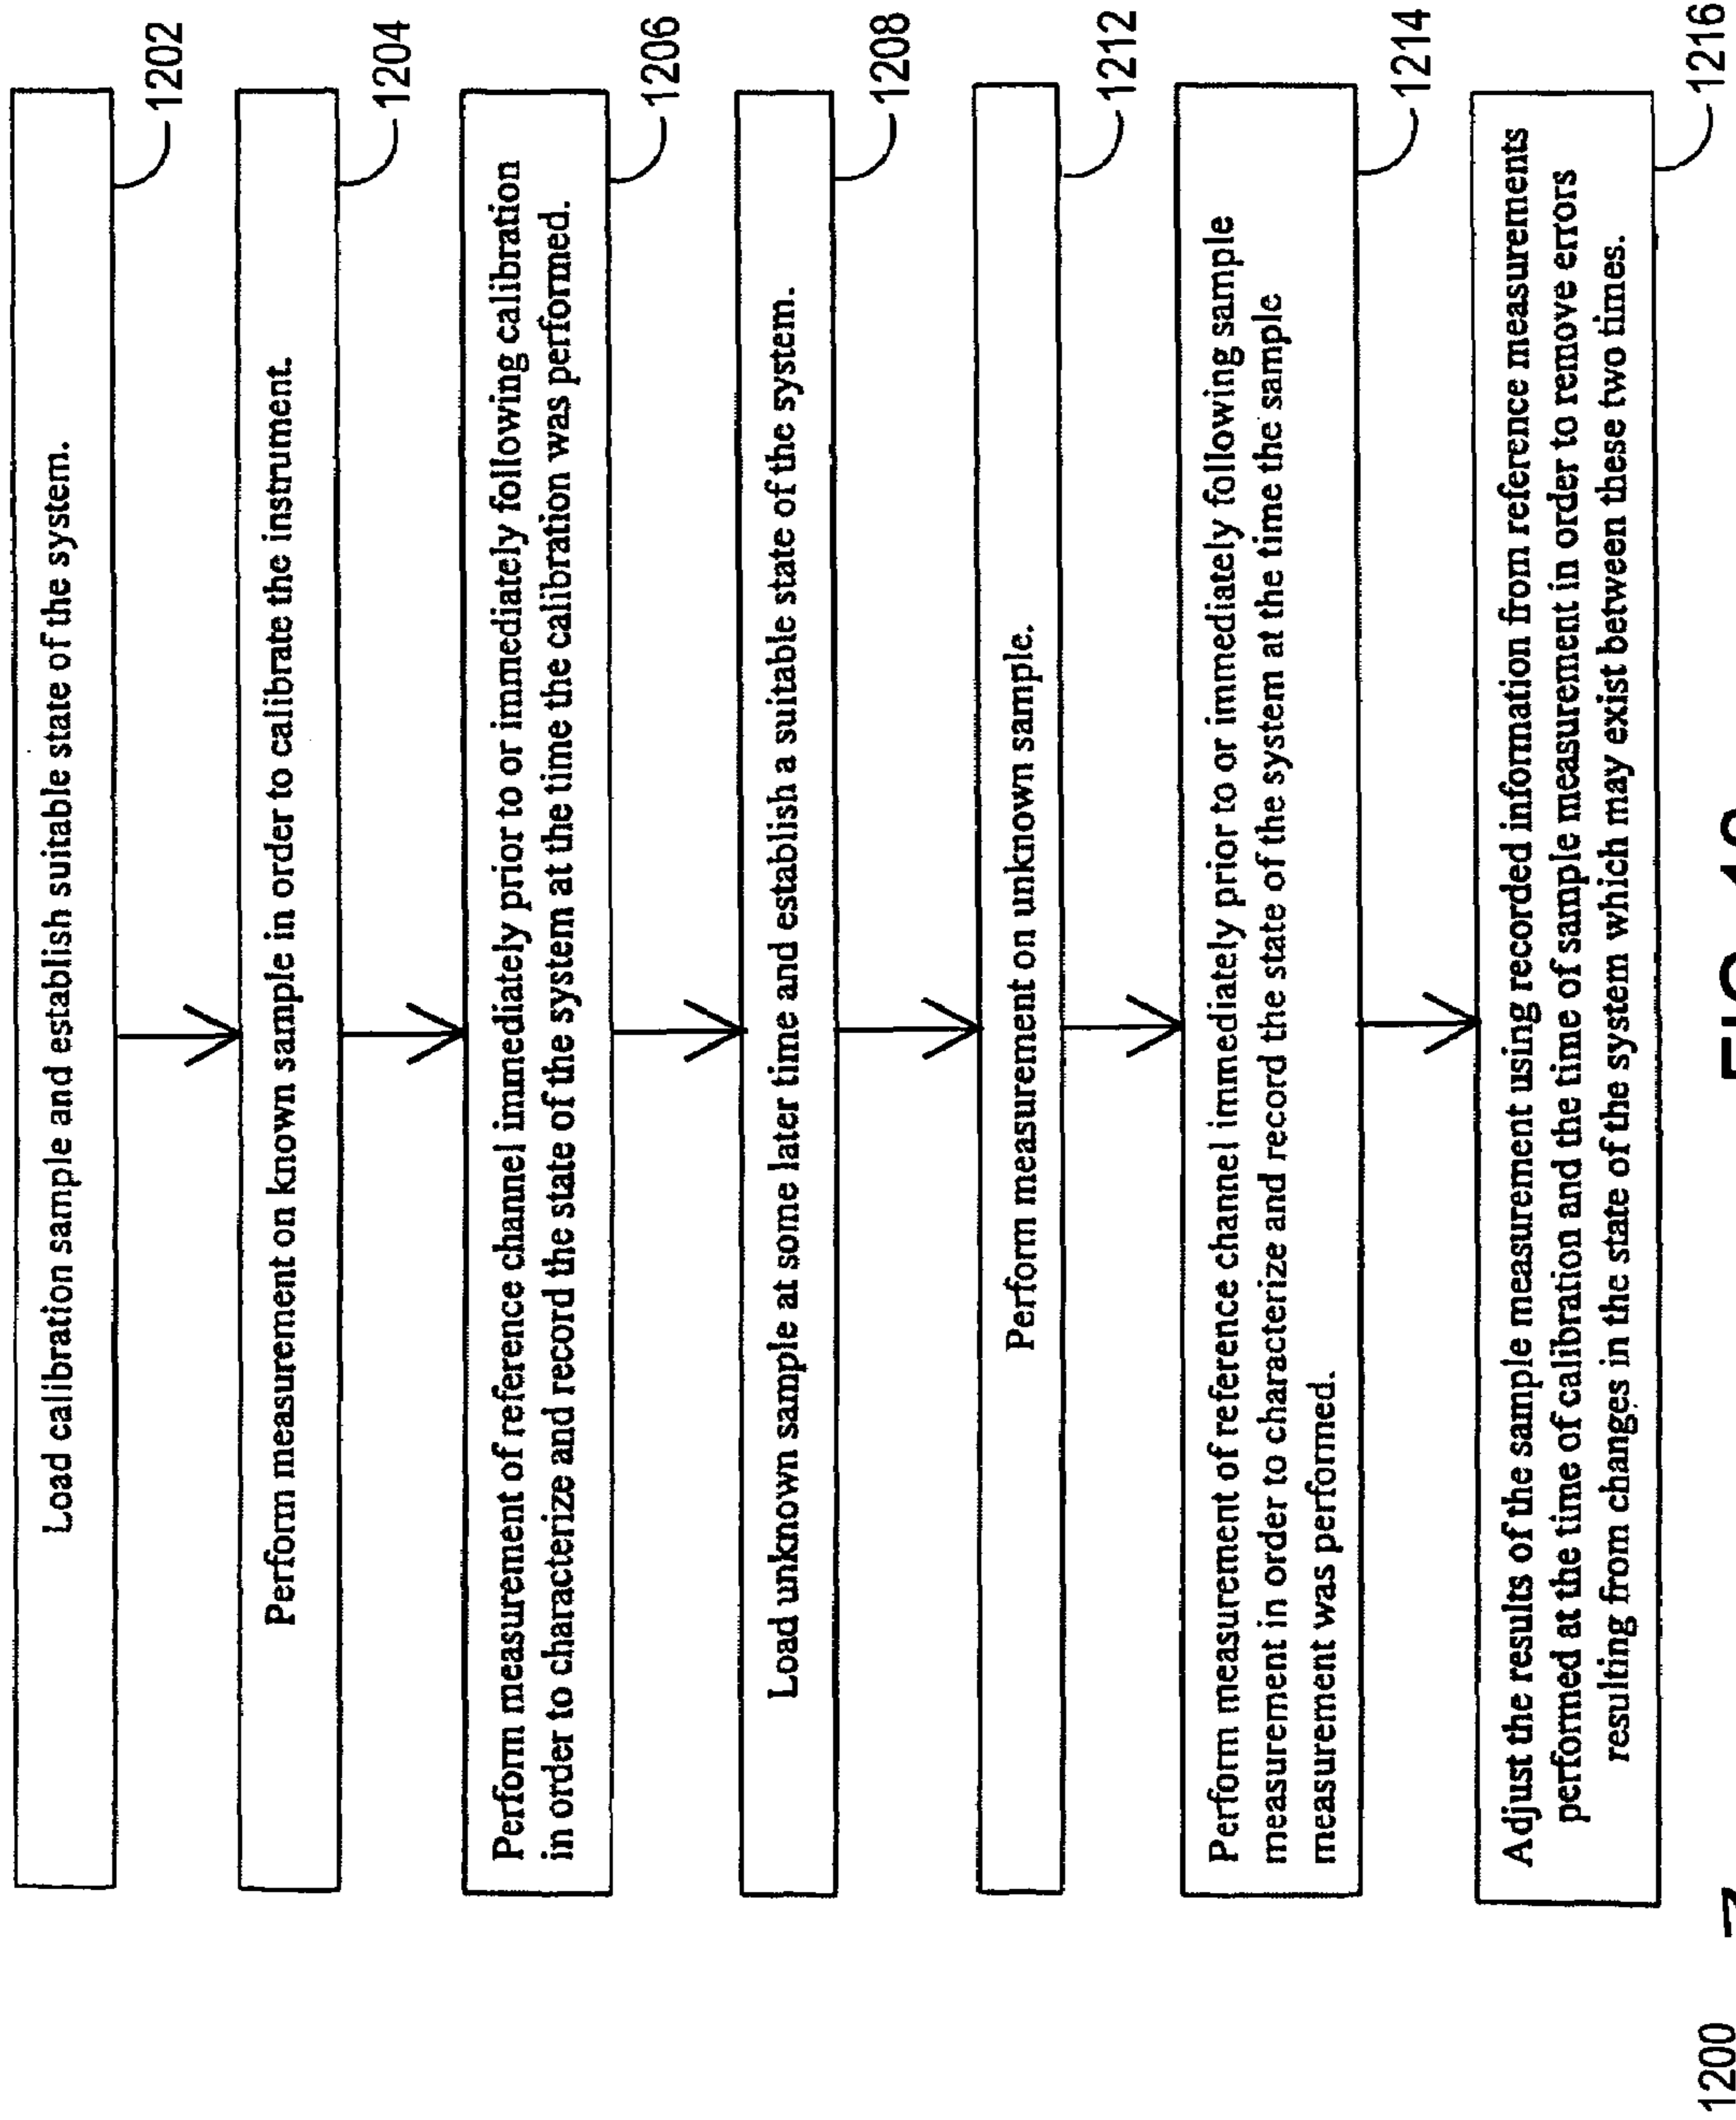 Load calibration sample and establish suitable state of the system.
1202
Perform measurement on known sample in order to calibrate the instrument.
1204
Perform measurement of reference channel immediately prior to or immediately following calibration
in order to characterize and record the state of the system at the time the calibration was performed.
1206
Load unknown sample at some later time and establish a suitable state of the system.
1208
Perform measurement on unknown sample.
1212
Perform measurement of reference channel immediately prior to or immediately following sample
measurement in order to characterize and record the state of the system at the time the sample
measurement was performed.
1214
Adjust the results of the sample measurement using recorded information from reference measurements
performed at the time of calibration and the time of sample measurement in order to remove errors
resulting from changes in the state of the system which may exist between these two times.
1216
1200